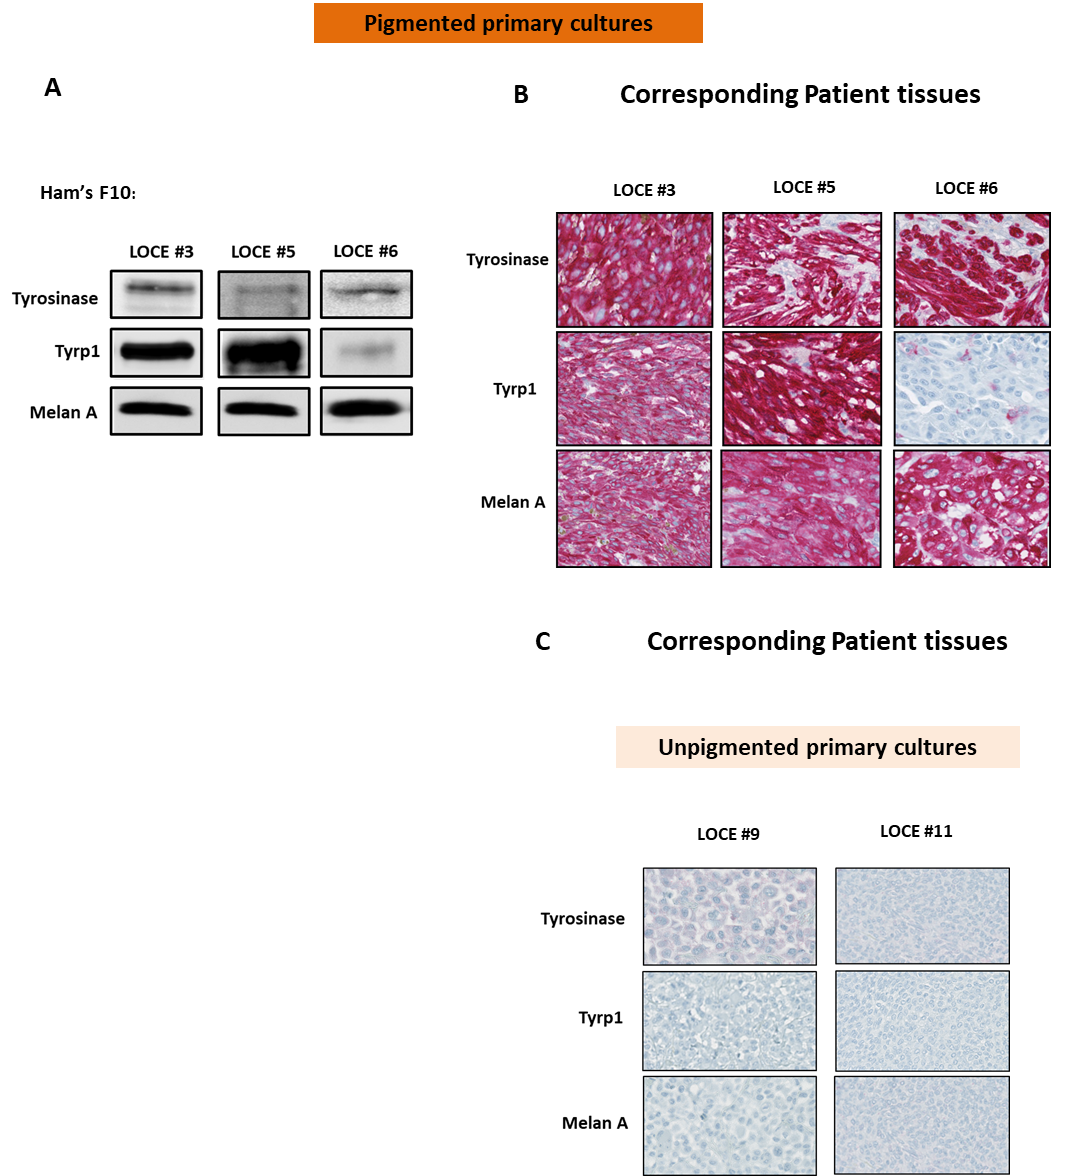 Pigmented primary cultures
A
Ham's F10:
LOCE #3 LOCE #5 LOCE #6
Tyrosinase
Tyrp1
Melan A
B Corresponding Patient tissues
LOCE #3 LOCE #5 LOCE #6
Tyrosinase
Tyrp1
Melan A
C Corresponding Patient tissues
Unpigmented primary cultures
LOCE #9 LOCE #11
Tyrosinase
Tyrp1
Melan A